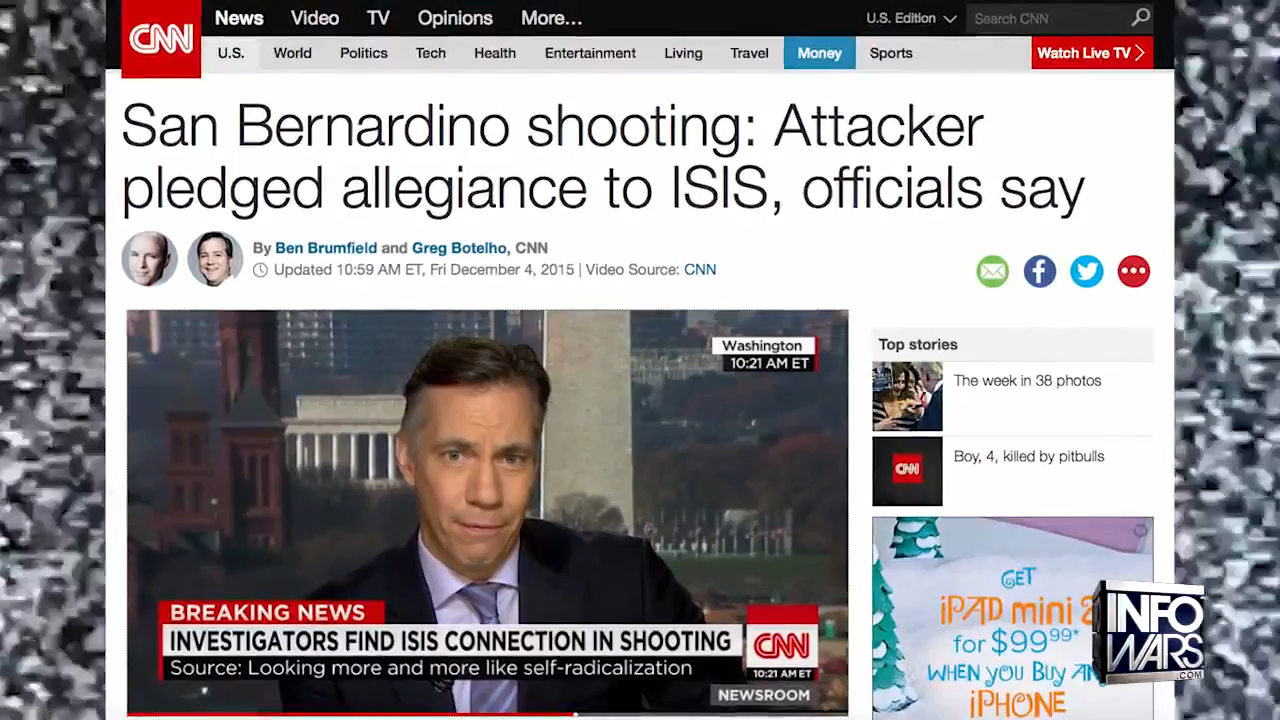 CNN
News Video TV Opinions More...
U.S. Edition
Search CNN
U.S. World Politics Tech Health Entertainment Living Travel Money Sports
Watch Live TV
San Bernardino shooting: Attacker
pledged allegiance to ISIS, officials say
By Ben Brumfield and Greg Botelho, CNN
Updated 10:59 AM ET, Fri December 4, 2015 | Video Source: CNN
Washington
10:21 AM ET
BREAKING NEWS
INVESTIGATORS FIND ISIS CONNECTION IN SHOOTING
Source: Looking more and more like self-radicalization
CNN
10:21 AM ET
NEWSROOM
Top stories
The week in 38 photos
CNN
Boy, 4, killed by pitbulls
GET
iPAD mini 2
for $99.99*
WHEN YOU BUY AN
iPHONE
INFO
WARS
.COM